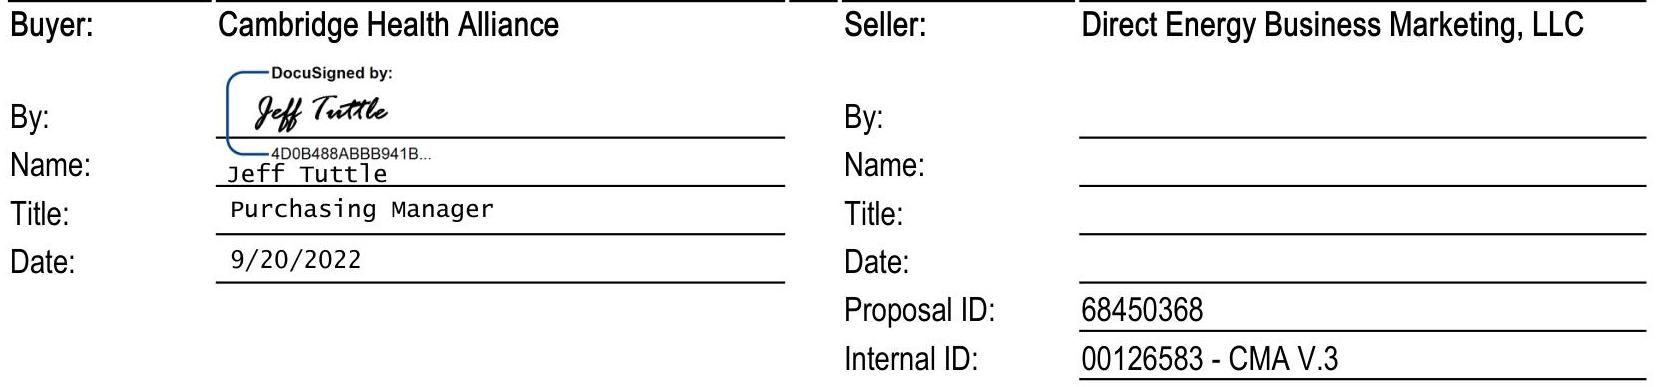 Buyer: Cambridge Health Alliance
DocuSigned by:
By: Jeff Tuttle
4D0B488ABBB941B...
Name: Jeff Tuttle
Title: Purchasing Manager
Date: 9/20/2022
Seller: Direct Energy Business Marketing, LLC
By:
Name:
Title:
Date:
Proposal ID: 68450368
Internal ID: 00126583 - CMA V.3